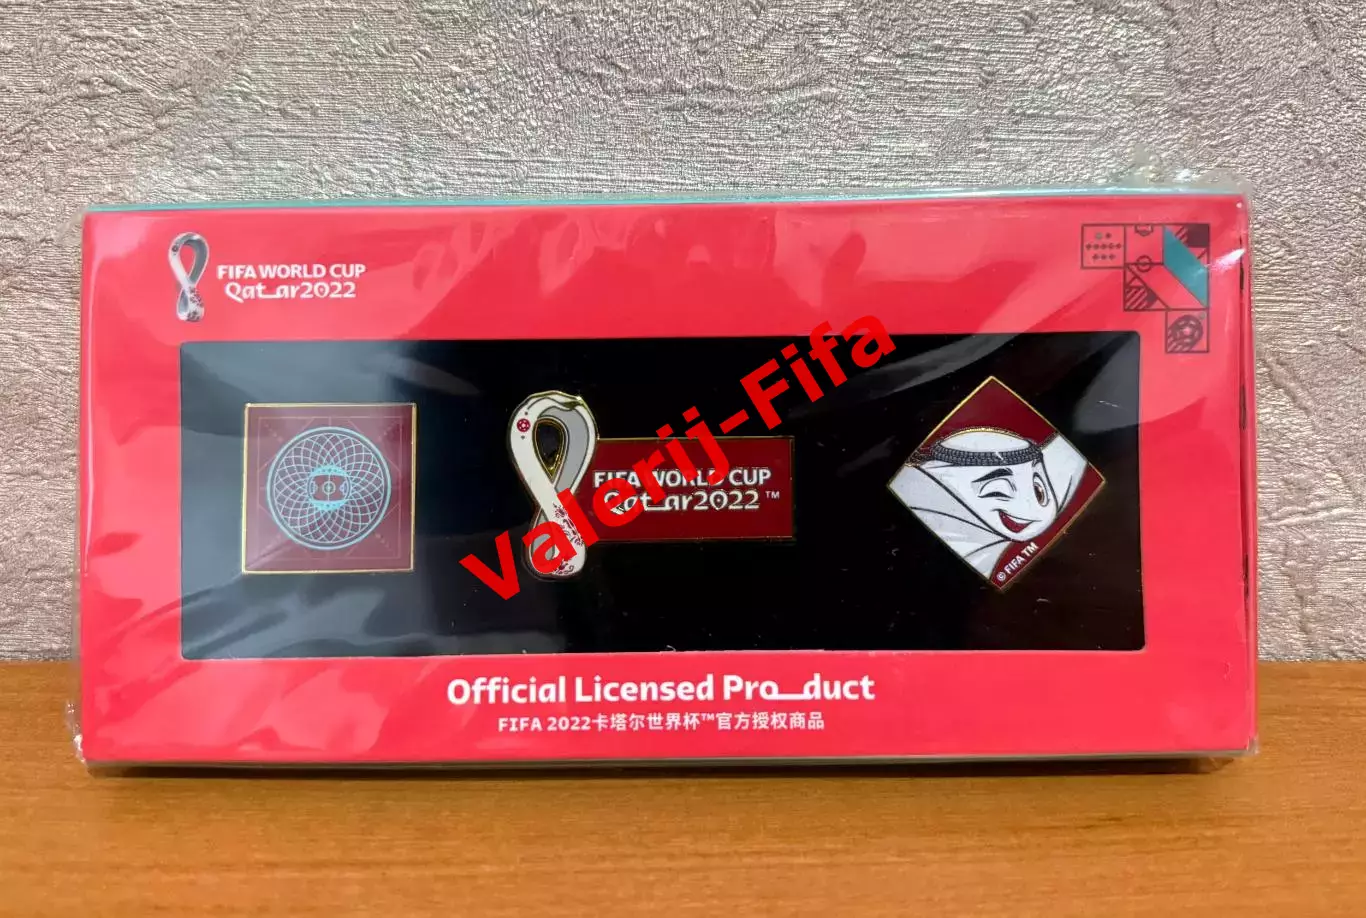 FIFA WORLD CUP
Qatar2022
FIFA WORLD CUP
Qatar2022™
© FIFA TM
Valerij-Fifa
Official Licensed Product
FIFA 2022卡塔尔世界杯™官方授权商品